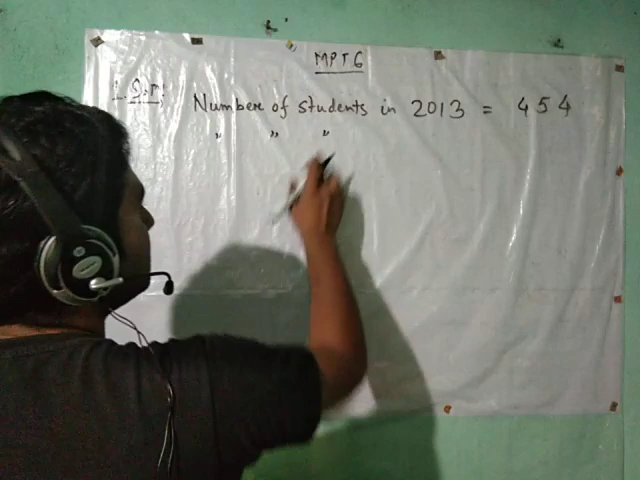 MPT6
Number of students in 2013 = 454
" " "